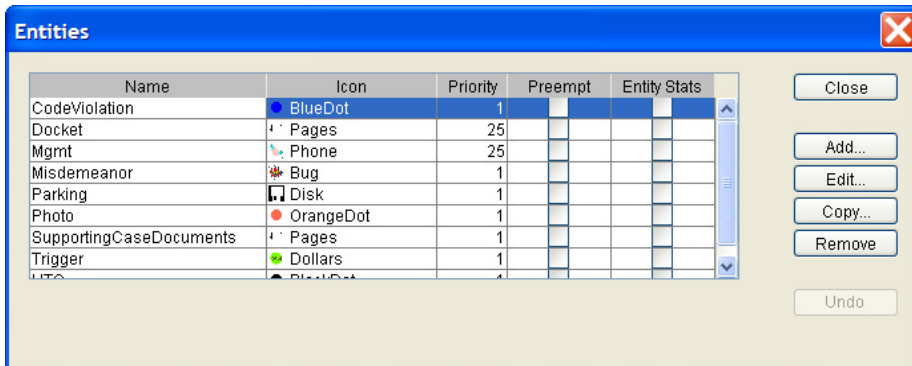 Entities
Name Icon Priority Preempt Entity Stats
CodeViolation BlueDot 1
Docket Pages 25
Mgmt Phone 25
Misdemeanor Bug 1
Parking Disk 1
Photo OrangeDot 1
SupportingCaseDocuments Pages 1
Trigger Dollars 1
Close
Add...
Edit...
Copy...
Remove
Undo